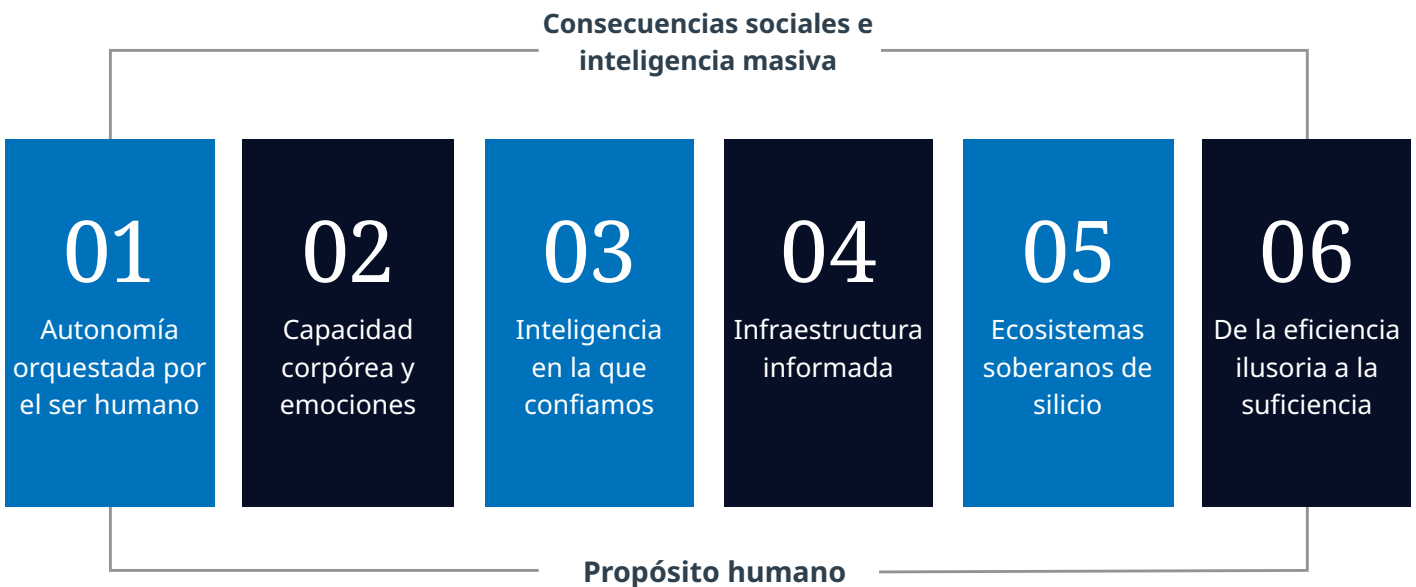 Consecuencias sociales e
inteligencia masiva
01
Autonomía
orquestada por
el ser humano
02
Capacidad
corpórea y
emociones
03
Inteligencia
en la que
confiamos
04
Infraestructura
informada
05
Ecosistemas
soberanos de
silicio
06
De la eficiencia
ilusoria a la
suficiencia
Propósito humano